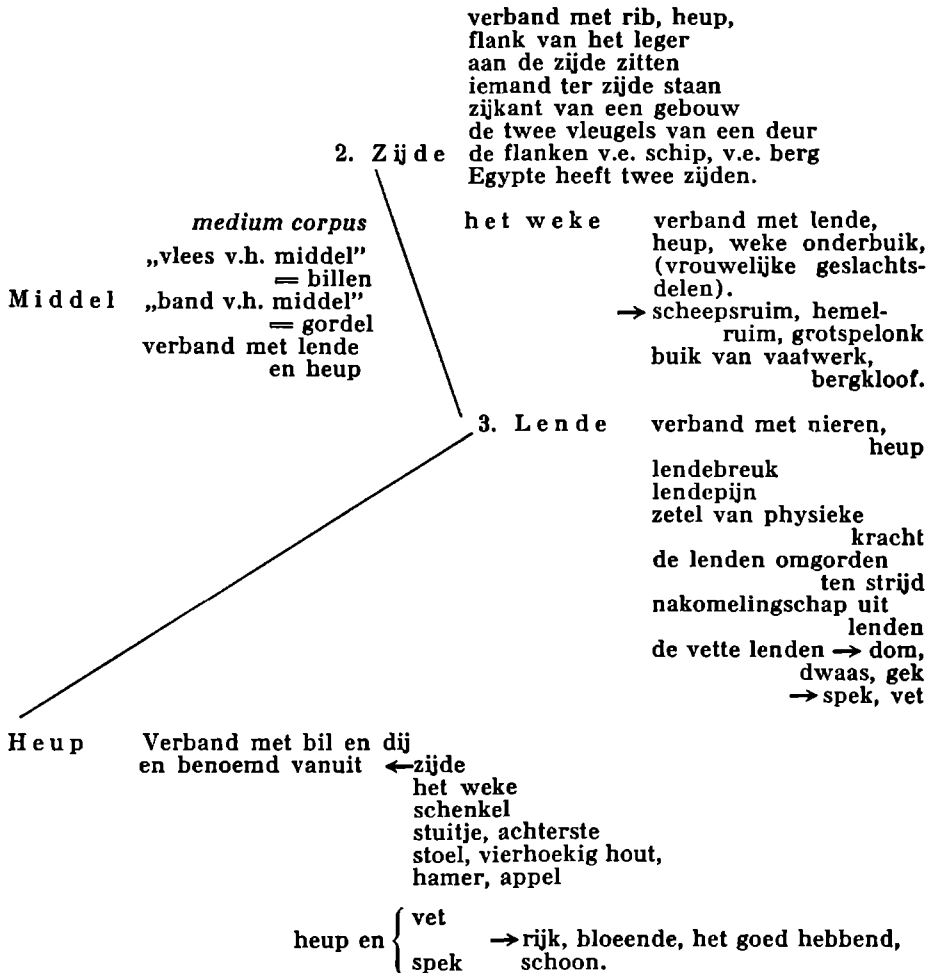 verband met rib, heup,
flank van het leger
aan de zijde zitten
iemand ter zijde staan
zijkant van een gebouw
de twee vleugels van een deur
2. Zijde de flanken v.e. schip, v.e. berg
Egypte heeft twee zijden.
medium corpus
„vlees v.h. middel”
= billen
Middel „band v.h. middel”
= gordel
verband met lende
en heup
het weke verband met lende,
heup, weke onderbuik,
(vrouwelijke geslachts-
delen).
→ scheepsruim, hemel-
ruim, grotspelonk
buik van vaatwerk,
bergkloof.
3. Lende verband met nieren,
heup
lendebreuk
lendepijn
zetel van physieke
kracht
de lenden omgorden
ten strijd
nakomelingschap uit
lenden
de vette lenden → dom,
dwaas, gek
→ spek, vet
Heup Verband met bil en dij
en benoemd vanuit ← zijde
het weke
schenkel
stuitje, achterste
stoel, vierhoekig hout,
hamer, appel
vet
heup en { → rijk, bloeende, het goed hebbend,
spek schoon.